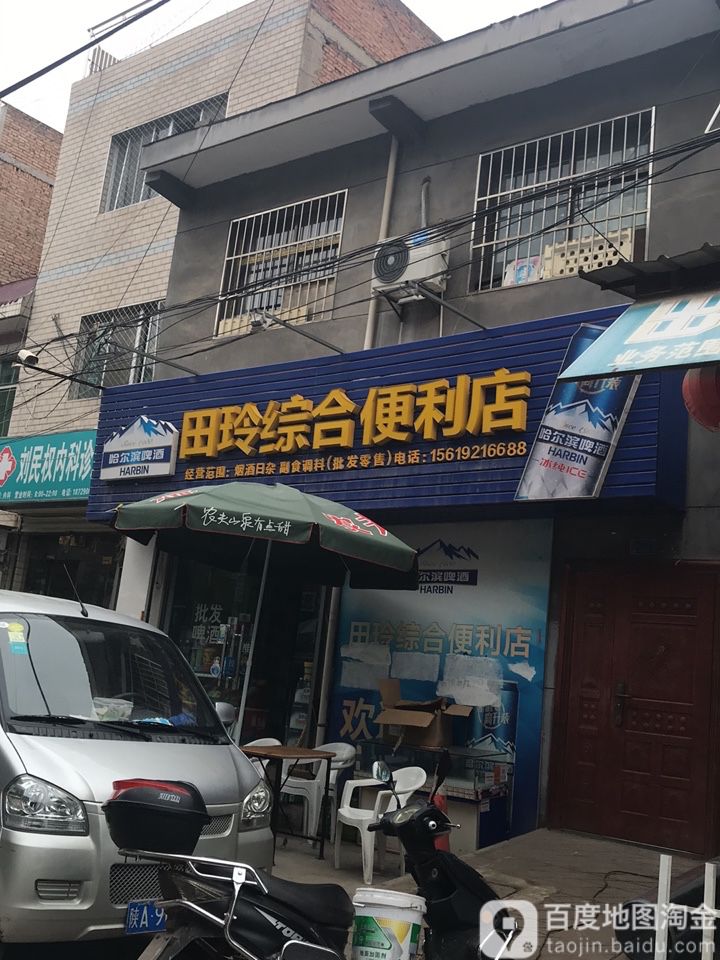 田玲综合便利店
哈尔滨啤酒
HARBIN
经营范围: 烟酒日杂 副食调料(批发零售)电话: 15619216688
哈尔滨啤酒
HARBIN
冰纯ICE
业务范围
刘民权内科诊
农夫山泉有点甜
哈尔滨啤酒
HARBIN
田玲综合便利店
批发
啤酒
欢
陕A·9
百度地图淘金
taojin.baidu.com